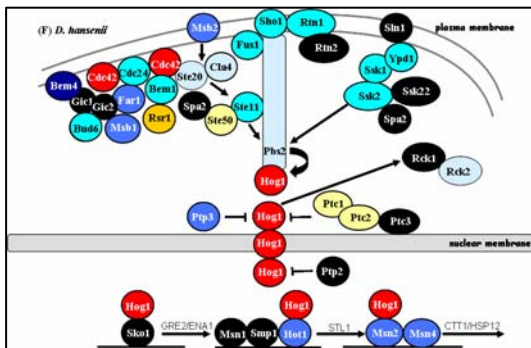 (F) D. hansenii
Msb2
Sho1
Rtn1
Sln1
plasma membrane
Fus1
Rtn2
Cdc42
Cdc24
Cdc42
Cla4
Ypd1
Ssk1
Bem4
Ste20
Bem1
Gic1
Gic2
Far1
Ssk2
Ssk22
Spa2
Ste11
Bud6
Msb1
Rsr1
Ste50
Spa2
Pbs2
Rck1
Rck2
Hog1
Ptp3
Hog1
Ptc1
Ptc2
Ptc3
Hog1
nuclear membrane
Hog1
Ptp2
Hog1
Hog1
Hog1
GRE2/ENA1
STL1
CTT1/HSP12
Sko1
Msn1
Smp1
Hot1
Msn2
Msn4